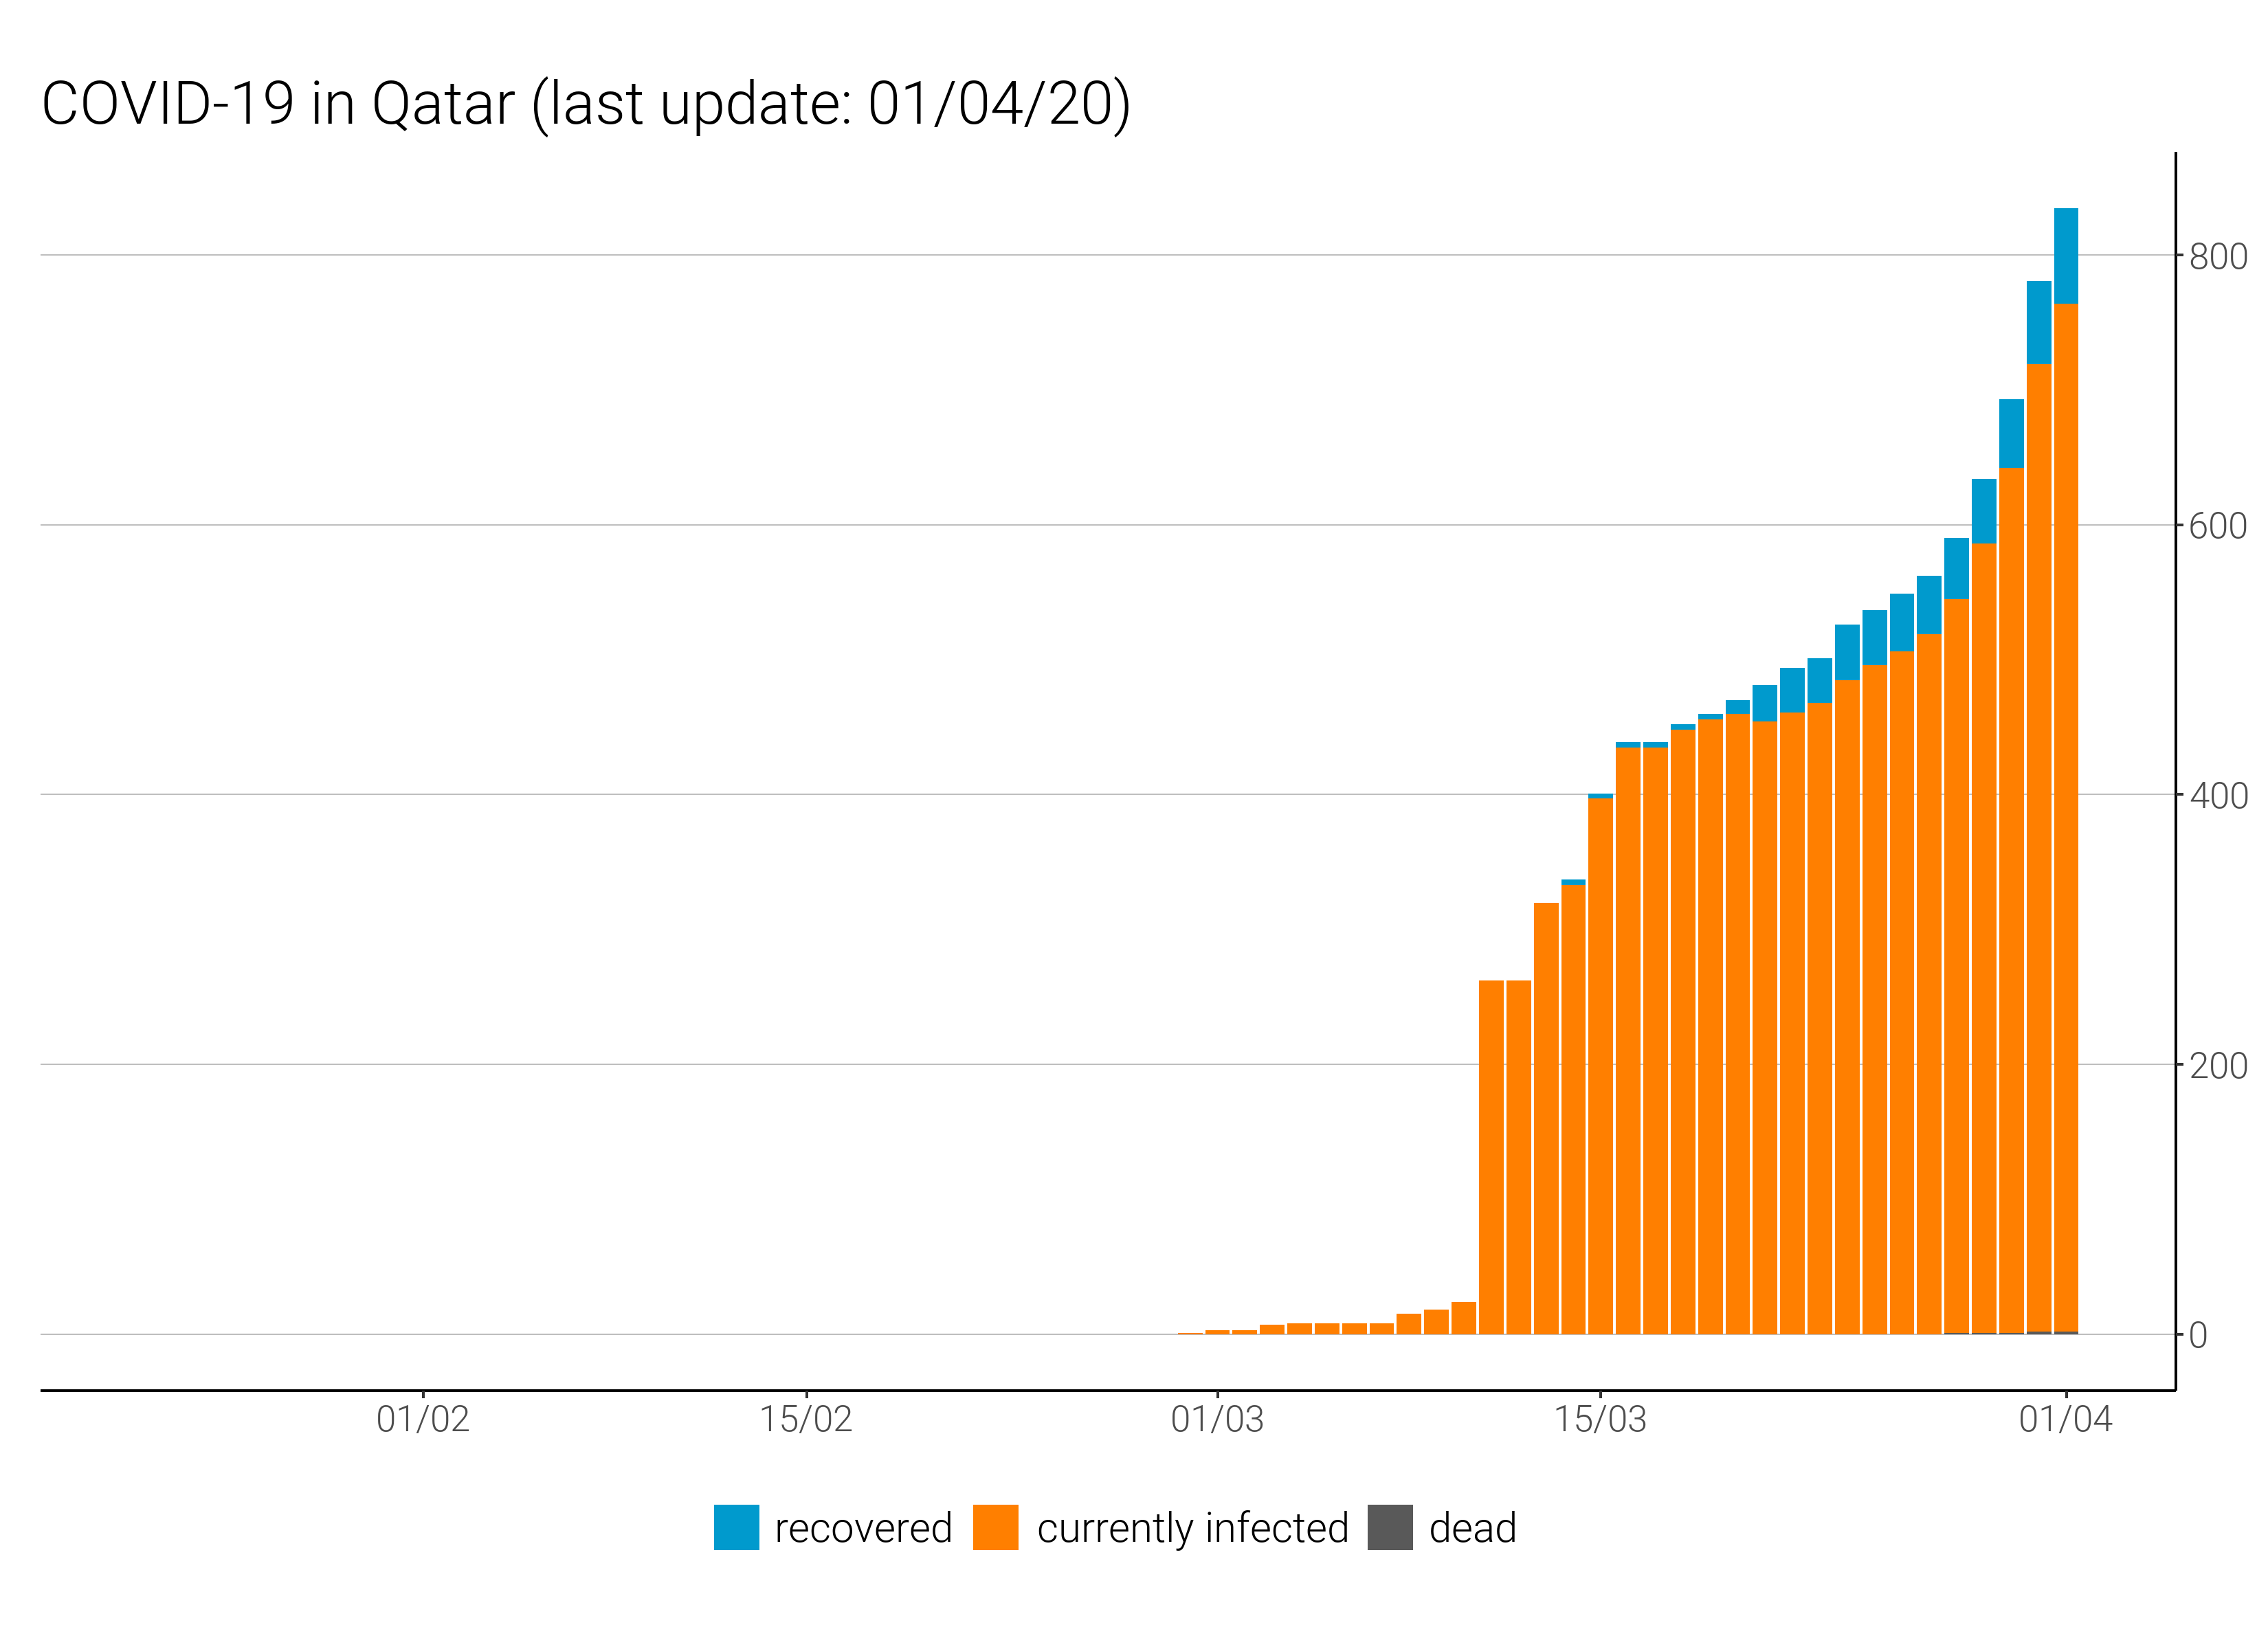 COVID-19 in Qatar (last update: 01/04/20)
800
600
400
200
0
01/02 15/02 01/03 15/03 01/04
recovered currently infected dead